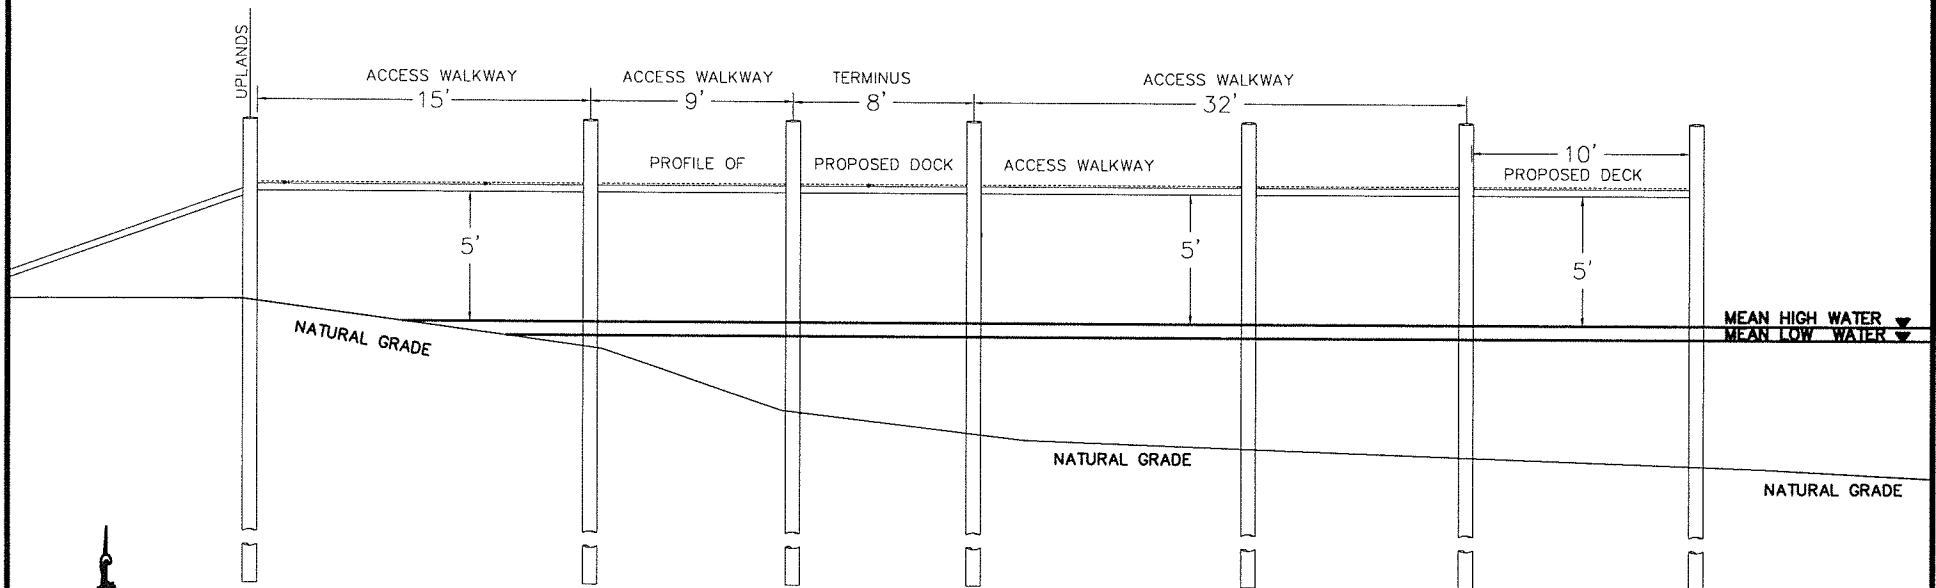 UPLANDS
ACCESS WALKWAY
15'
ACCESS WALKWAY
9'
TERMINUS
8'
ACCESS WALKWAY
32'
PROFILE OF PROPOSED DOCK ACCESS WALKWAY
10'
PROPOSED DECK
5'
5'
5'
MEAN HIGH WATER
MEAN LOW WATER
NATURAL GRADE
NATURAL GRADE
NATURAL GRADE